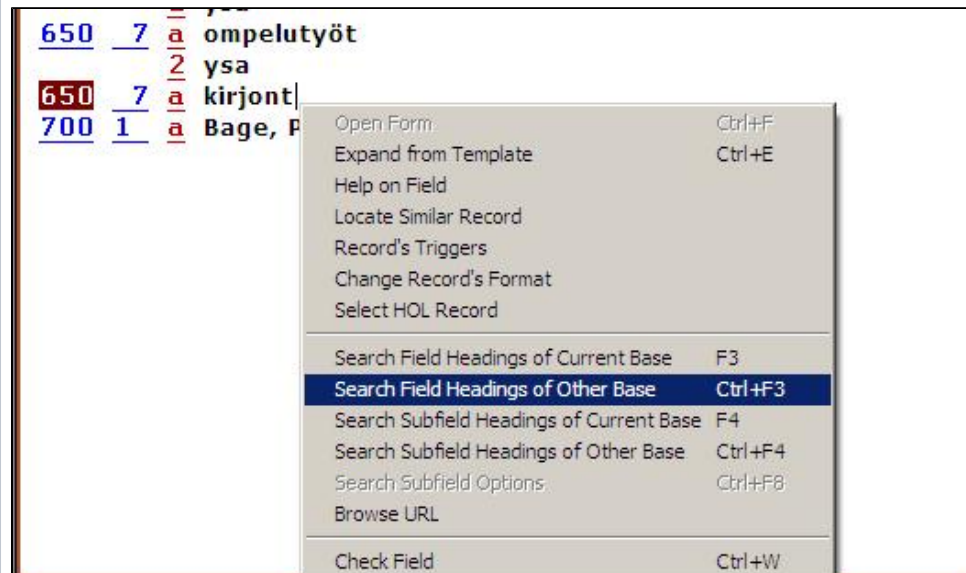 650 7 a ompelutyöt
2 ysa
650 7 a kirjont
700 1 a Bage, P
Open Form Ctrl+F
Expand from Template Ctrl+E
Help on Field
Locate Similar Record
Record's Triggers
Change Record's Format
Select HOL Record
Search Field Headings of Current Base F3
Search Field Headings of Other Base Ctrl+F3
Search Subfield Headings of Current Base F4
Search Subfield Headings of Other Base Ctrl+F4
Search Subfield Options Ctrl+F8
Browse URL
Check Field Ctrl+W